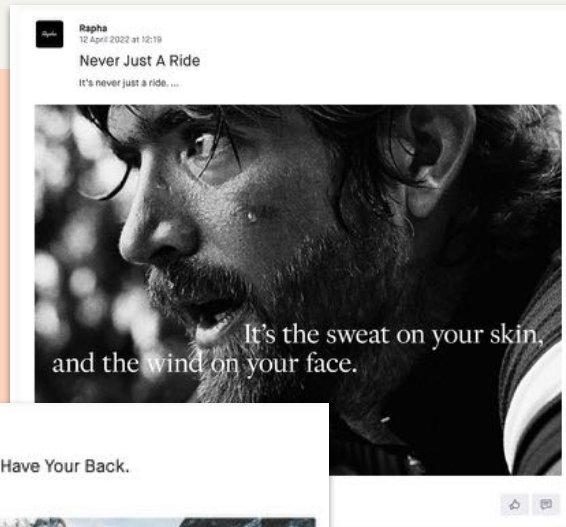 Rapha
12 April 2022 at 12:19
Never Just A Ride
It's never just a ride. ...
It's the sweat on your skin,
and the wind on your face.
Have Your Back.